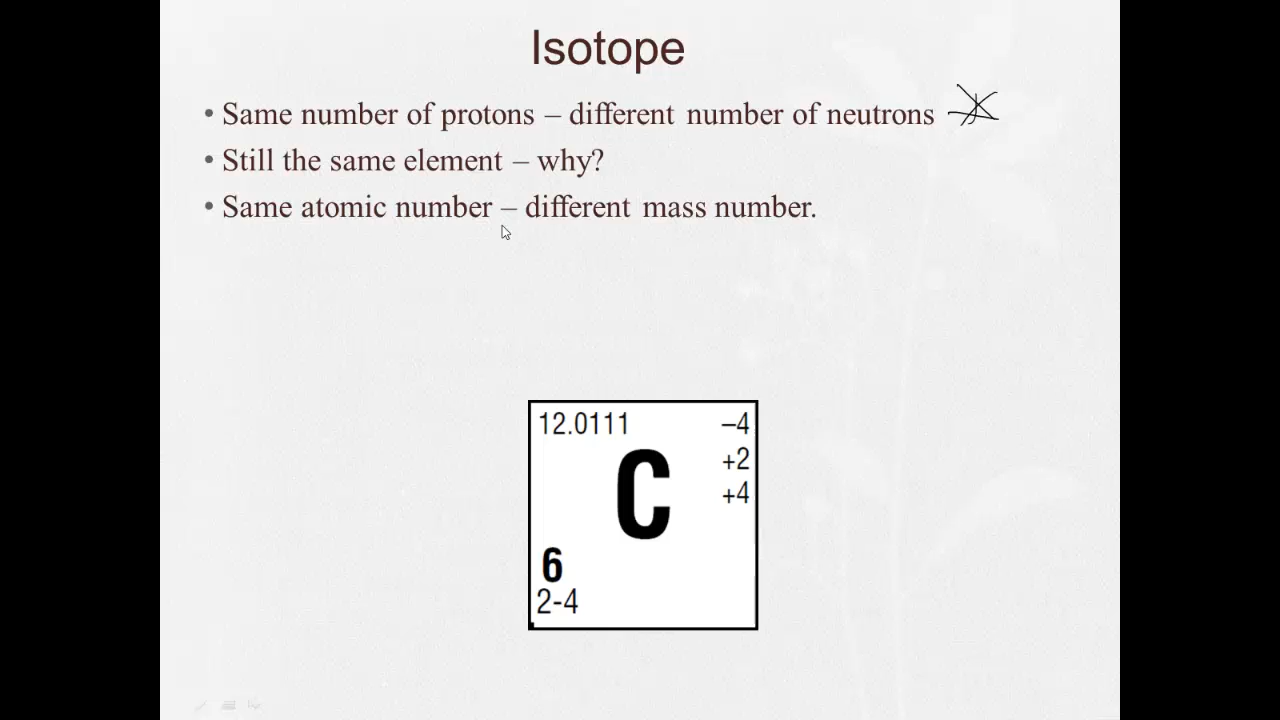 Isotope
• Same number of protons – different number of neutrons
• Still the same element – why?
• Same atomic number – different mass number.
12.0111 –4
+2
C
+4
6
2-4